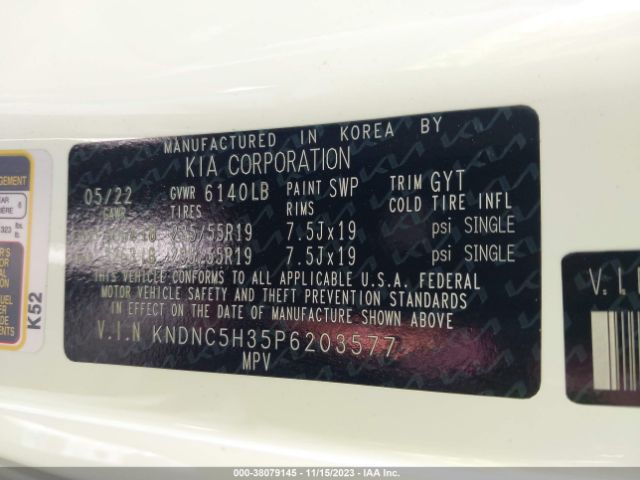 MANUFACTURED IN KOREA BY
KIA CORPORATION
05/22 GVWR 6140LB PAINT SWP TRIM GYT
GAWR TIRES RIMS COLD TIRE INFL
/55R19 7.5Jx19 psi SINGLE
7.5Jx19 psi SINGLE
THIS VEHICLE CONFORMS TO ALL APPLICABLE U.S.A. FEDERAL
MOTOR VEHICLE SAFETY AND THEFT PREVENTION STANDARDS
IN EFFECT ON THE DATE OF MANUFACTURE SHOWN ABOVE
V.I.N KNDNC5H35P6203577
MPV
K52
000-38079145 - 11/15/2023 - IAA Inc.